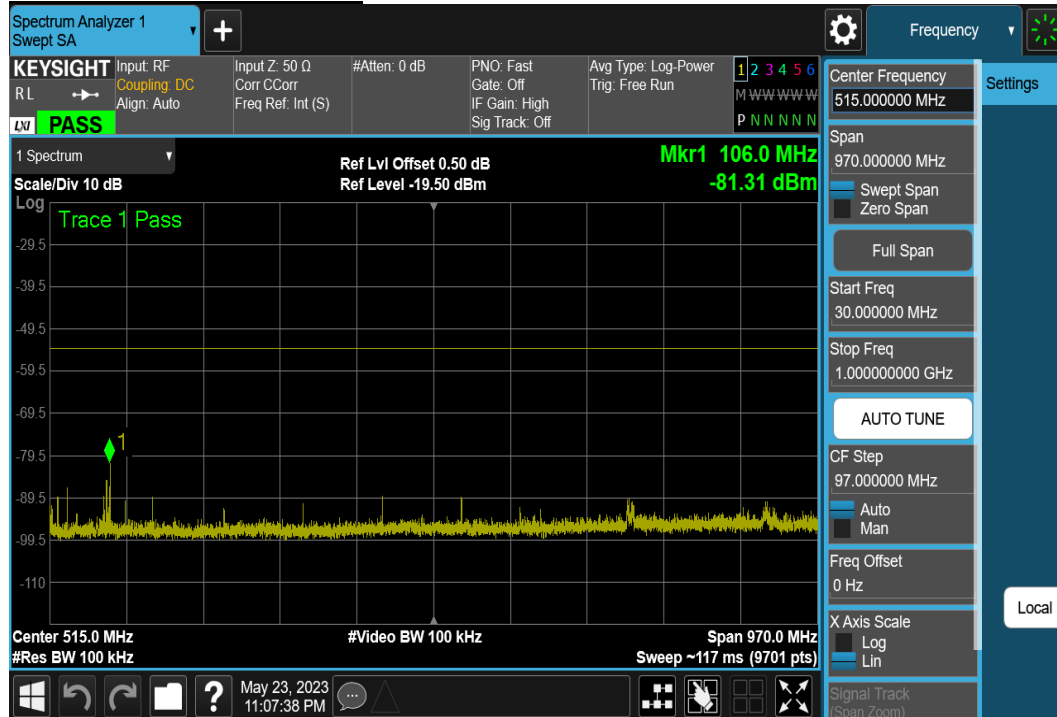 Spectrum Analyzer 1
Swept SA
+
Frequency
KEYSIGHT
R L
LXI
PASS
Input: RF
Coupling: DC
Align: Auto
Input Z: 50 Ω
Corr CCorr
Freq Ref: Int (S)
#Atten: 0 dB
PNO: Fast
Gate: Off
IF Gain: High
Sig Track: Off
Avg Type: Log-Power
Trig: Free Run
1 2 3 4 5 6
M W W W W W
P N N N N N
1 Spectrum
Scale/Div 10 dB
Log
Ref Lvl Offset 0.50 dB
Ref Level -19.50 dBm
Mkr1 106.0 MHz
-81.31 dBm
Trace 1 Pass
-29.5
-39.5
-49.5
-59.5
-69.5
-79.5
-89.5
-99.5
-110
1
Center 515.0 MHz
#Res BW 100 kHz
#Video BW 100 kHz
Span 970.0 MHz
Sweep ~117 ms (9701 pts)
Center Frequency
515.000000 MHz
Span
970.000000 MHz
Swept Span
Zero Span
Full Span
Start Freq
30.000000 MHz
Stop Freq
1.000000000 GHz
AUTO TUNE
CF Step
97.000000 MHz
Auto
Man
Freq Offset
0 Hz
X Axis Scale
Log
Lin
Signal Track
(Span Zoom)
Settings
Local
?
May 23, 2023
11:07:38 PM